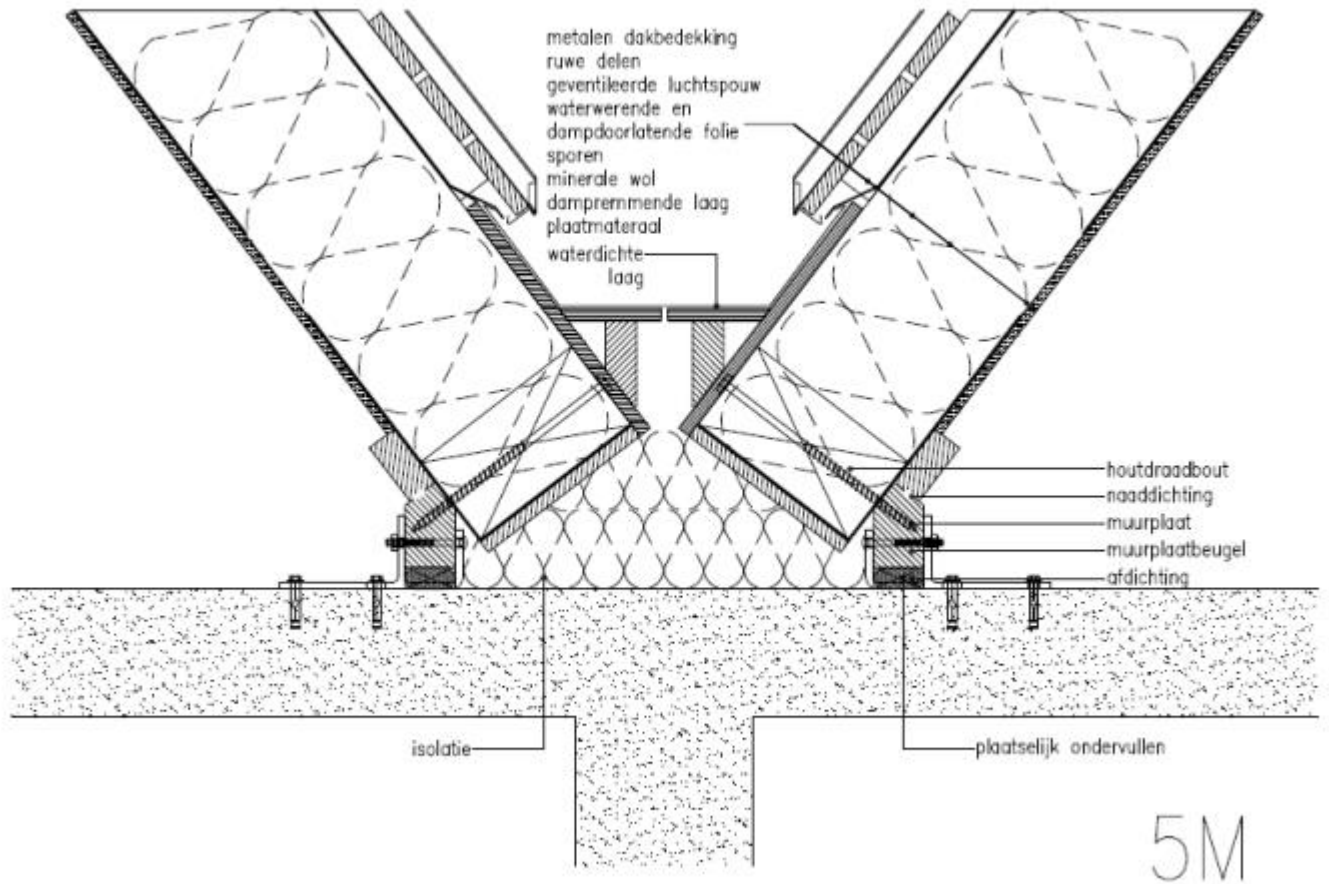 metalen dakbedekking
ruwe delen
geventileerde luchtspouw
waterwerende en
dampdoorlatende folie
sporen
minerale wol
dampremmende laag
plaatmateraal
waterdichte
laag
houtdraadbout
naaddichting
muurplaat
muurplaatbeugel
afdichting
isolatie
plaatselijk ondervullen
5M